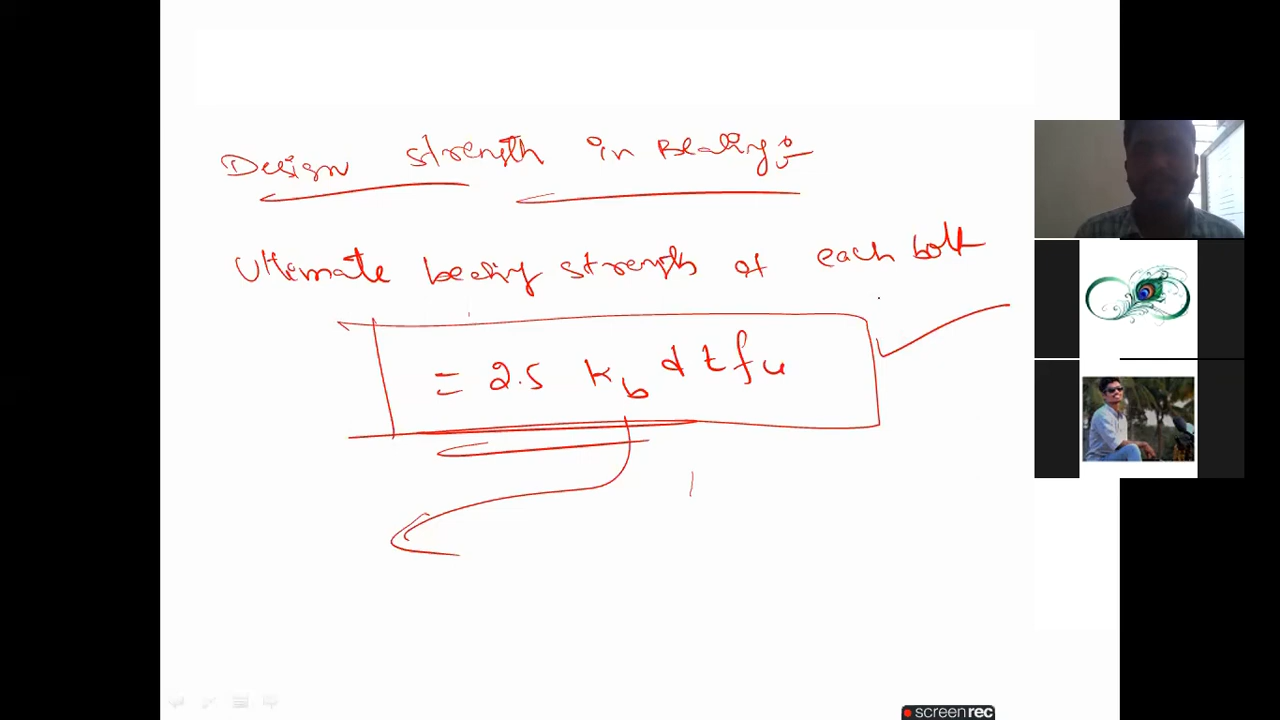 Design strength in Bearing:-
Ultimate bearing strength of each bolt
= 2.5 kb d t fu
screenrec